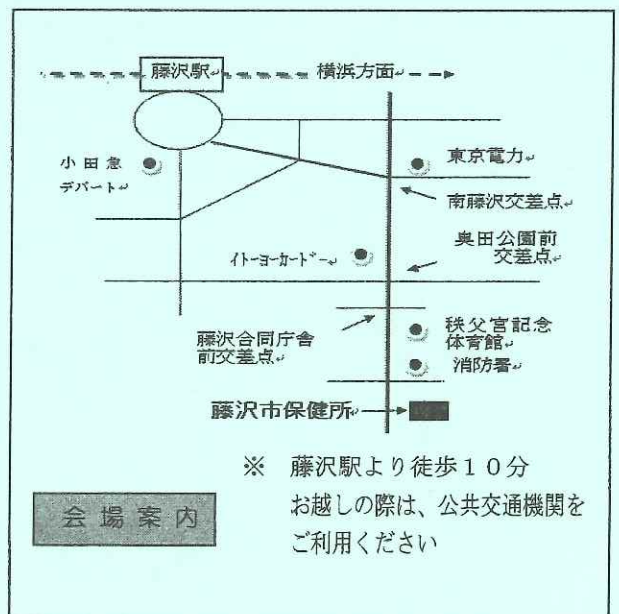 藤沢駅
横浜方面
小田急
デパート
東京電力
南藤沢交差点
奥田公園前
交差点
イトーヨーカードー
藤沢合同庁舎
前交差点
秩父宮記念
体育館
消防署
藤沢市保健所
※ 藤沢駅より徒歩10分
お越しの際は、公共交通機関を
ご利用ください
会場案内